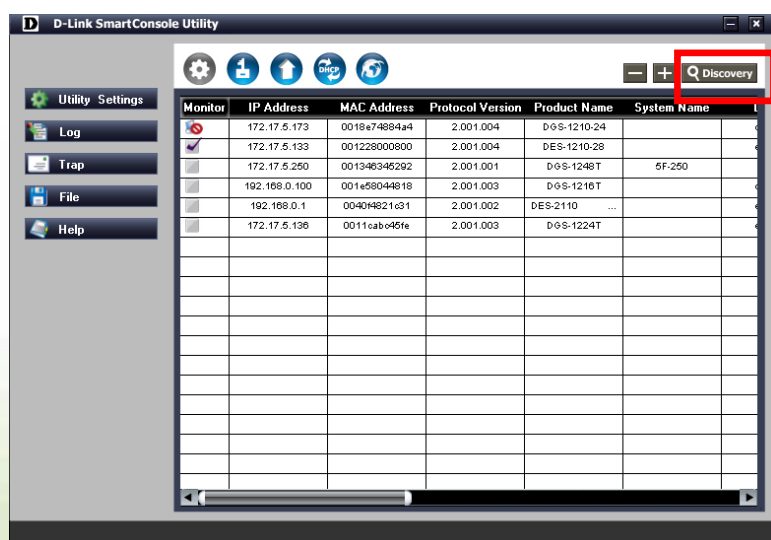 D D-Link SmartConsole Utility
DHCP
Discovery
Utility Settings
Log
Trap
File
Help
Monitor IP Address MAC Address Protocol Version Product Name System Name
172.17.5.173 0018e74884a4 2.001.004 DGS-1210-24
172.17.5.133 001228000800 2.001.004 DES-1210-28
172.17.5.250 001346345292 2.001.001 DGS-1248T 5F-250
192.168.0.100 001e58044818 2.001.003 DGS-1216T
192.168.0.1 0040f4821c31 2.001.002 DES-2110 ...
172.17.5.136 0011cabc45fe 2.001.003 DGS-1224T